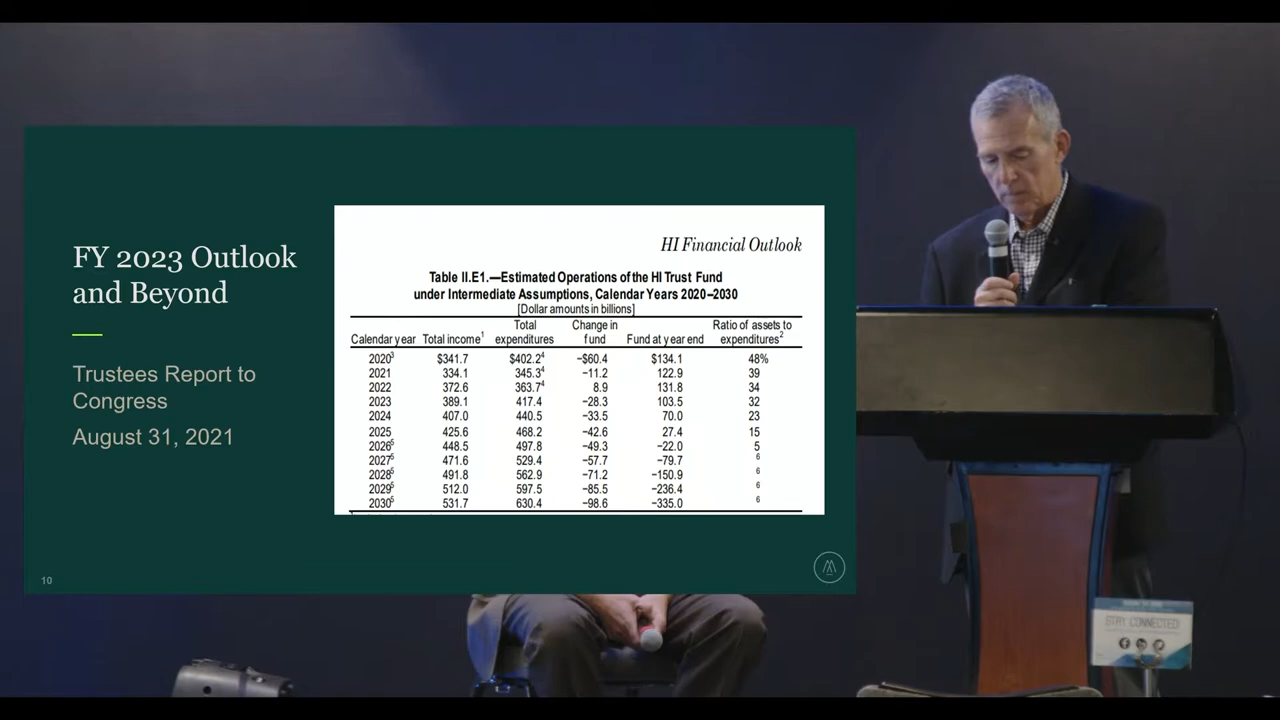 FY 2023 Outlook
and Beyond
Trustees Report to
Congress
August 31, 2021
HI Financial Outlook
Table II.E1.—Estimated Operations of the HI Trust Fund
under Intermediate Assumptions, Calendar Years 2020–2030
[Dollar amounts in billions]
Calendar year Total income¹ Total expenditures Change in fund Fund at year end Ratio of assets to expenditures²
2020³ $341.7 $402.2⁴ −$60.4 $134.1 48%
2021 334.1 345.3⁴ −11.2 122.9 39
2022 372.6 363.7⁴ 8.9 131.8 34
2023 389.1 417.4 −28.3 103.5 32
2024 407.0 440.5 −33.5 70.0 23
2025 425.6 468.2 −42.6 27.4 15
2026⁵ 448.5 497.8 −49.3 −22.0 5
2027⁵ 471.6 529.4 −57.7 −79.7 ⁶
2028⁵ 491.8 562.9 −71.2 −150.9 ⁶
2029⁵ 512.0 597.5 −85.5 −236.4 ⁶
2030⁵ 531.7 630.4 −98.6 −335.0 ⁶
10
STAY CONNECTED!